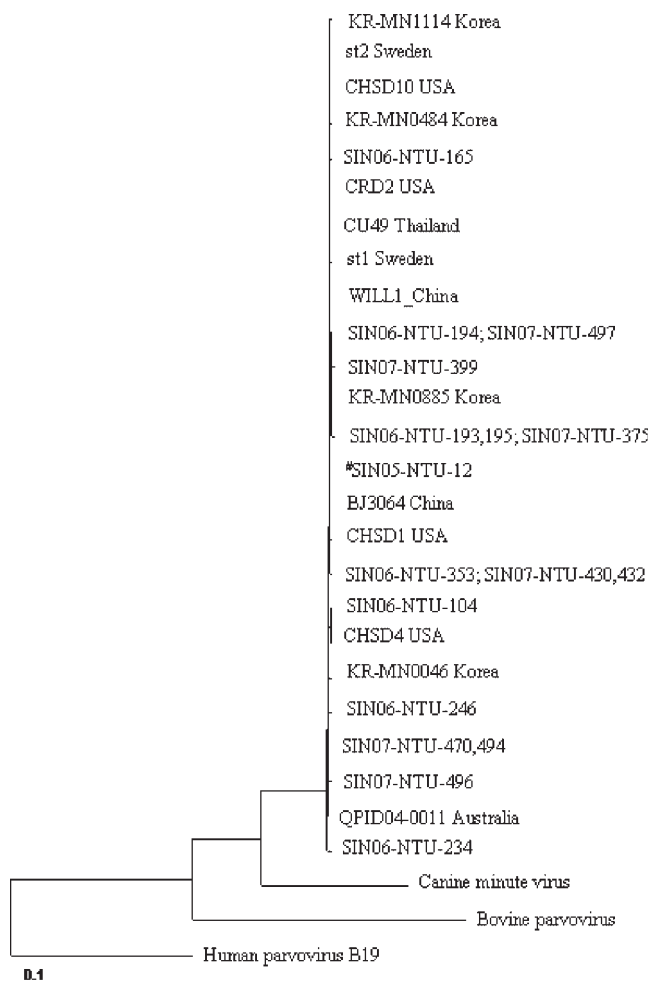 KR-MN1114 Korea
st2 Sweden
CHSD10 USA
KR-MN0484 Korea
SIN06-NTU-165
CRD2 USA
CU49 Thailand
st1 Sweden
WILL1_China
SIN06-NTU-194; SIN07-NTU-497
SIN07-NTU-399
KR-MN0885 Korea
SIN06-NTU-193,195; SIN07-NTU-375
#SIN05-NTU-12
BJ3064 China
CHSD1 USA
SIN06-NTU-353; SIN07-NTU-430,432
SIN06-NTU-104
CHSD4 USA
KR-MN0046 Korea
SIN06-NTU-246
SIN07-NTU-470,494
SIN07-NTU-496
QPID04-0011 Australia
SIN06-NTU-234
Canine minute virus
Bovine parvovirus
Human parvovirus B19
0.1